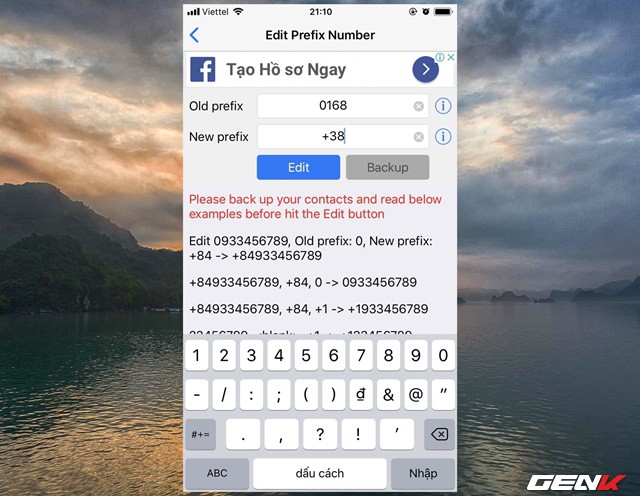 Viettel 21:10
Edit Prefix Number
Tạo Hồ sơ Ngay
Old prefix 0168
New prefix +38
Edit Backup
Please back up your contacts and read below
examples before hit the Edit button
Edit 0933456789, Old prefix: 0, New prefix:
+84 -> +84933456789
+84933456789, +84, 0 -> 0933456789
+84933456789, +84, +1 -> +1933456789
1 2 3 4 5 6 7 8 9 0
- / : ; ( ) ₫ & @ "
#+= . , ? ! ’
ABC dấu cách Nhập
GENK